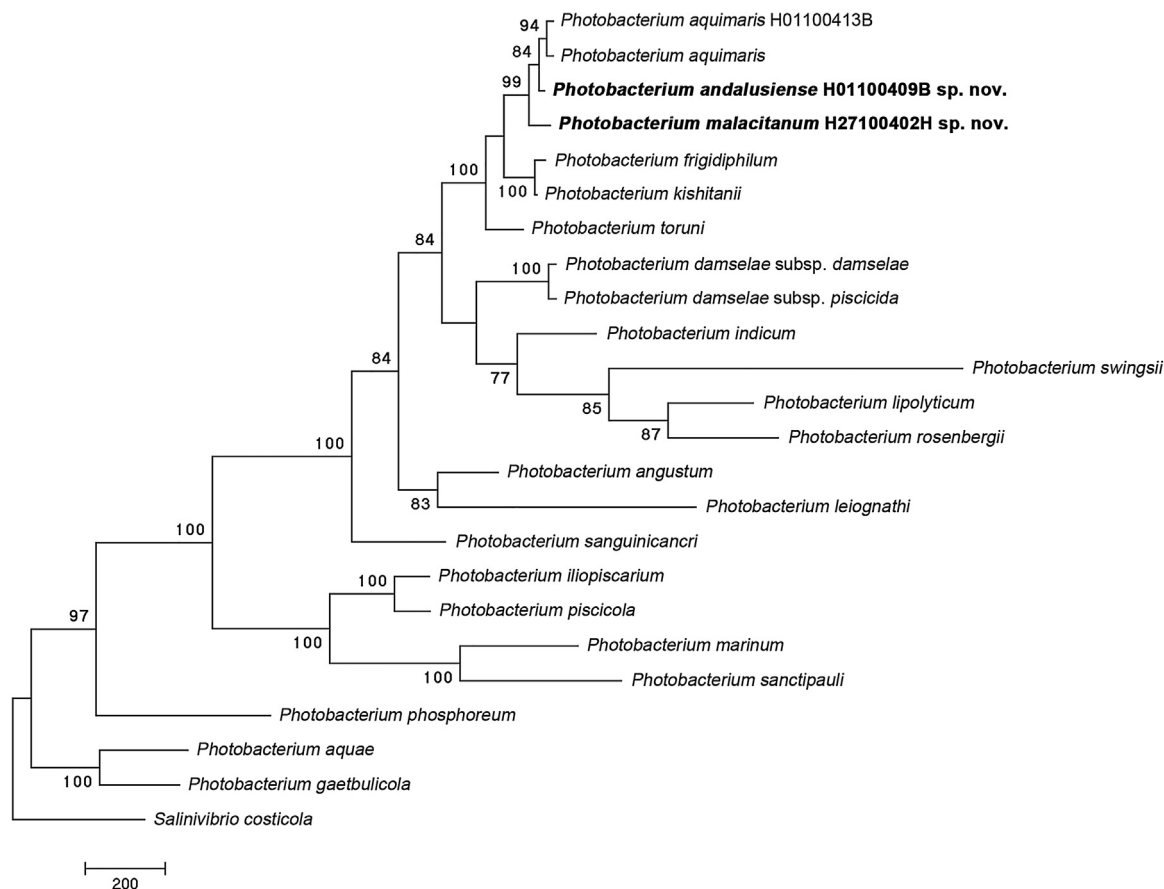 94
Photobacterium aquimaris H01100413B
84
Photobacterium aquimaris
99
Photobacterium andalusiense H01100409B sp. nov.
Photobacterium malacitanum H27100402H sp. nov.
100
Photobacterium frigidiphilum
100
Photobacterium kishitanii
Photobacterium toruni
84
100
Photobacterium damselae subsp. damselae
Photobacterium damselae subsp. piscicida
Photobacterium indicum
84
77
Photobacterium swingsii
85
Photobacterium lipolyticum
87
Photobacterium rosenbergii
100
Photobacterium angustum
83
Photobacterium leiognathi
100
Photobacterium sanguinicancri
100
Photobacterium iliopiscarium
Photobacterium piscicola
97
100
Photobacterium marinum
100
Photobacterium sanctipauli
Photobacterium phosphoreum
Photobacterium aquae
100
Photobacterium gaetbulicola
Salinivibrio costicola
200